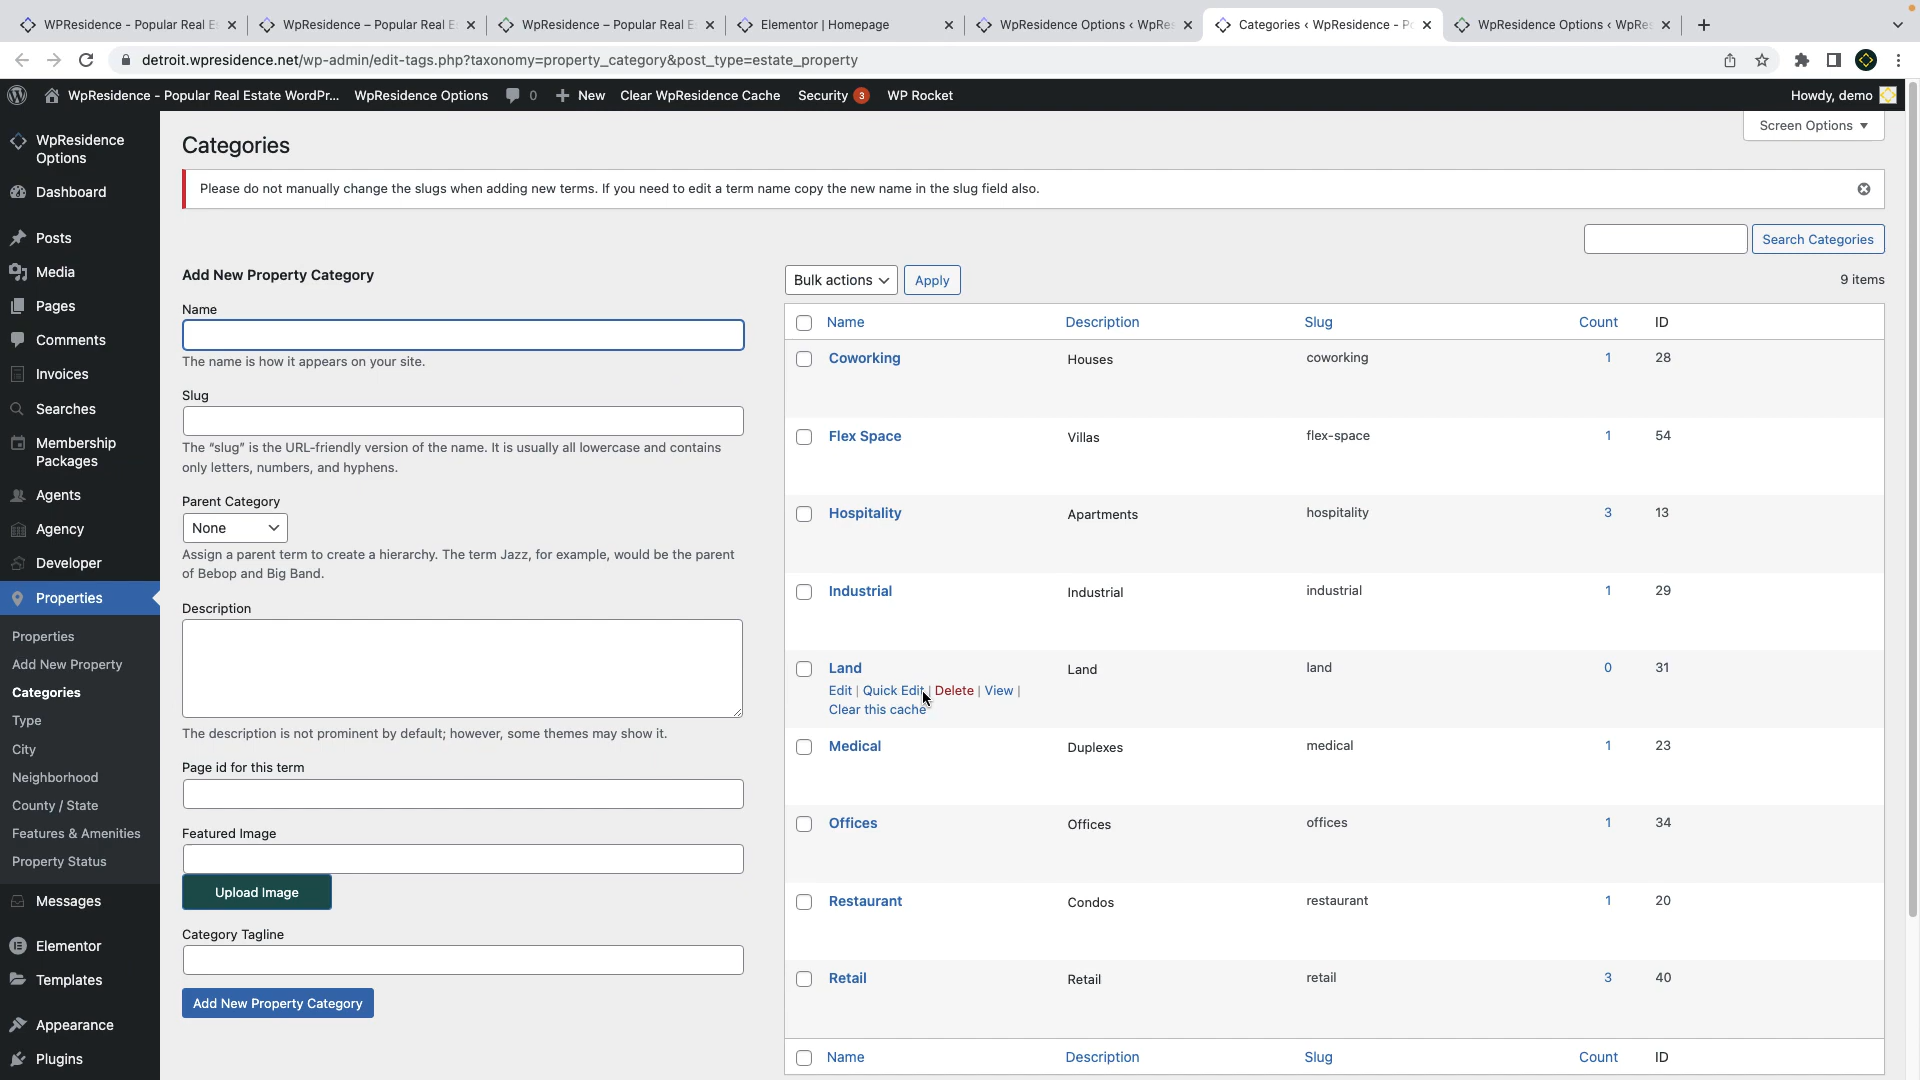 WpResidence - Popular Real E
WpResidence – Popular Real E
WpResidence – Popular Real E
Elementor | Homepage
WpResidence Options ‹ WpRes
Categories ‹ WpResidence - P
WpResidence Options ‹ WpRes
detroit.wpresidence.net/wp-admin/edit-tags.php?taxonomy=property_category&post_type=estate_property
WpResidence - Popular Real Estate WordPr... WpResidence Options 0 New Clear WpResidence Cache Security 3 WP Rocket Howdy, demo
WpResidence
Options
Dashboard
Posts
Media
Pages
Comments
Invoices
Searches
Membership
Packages
Agents
Agency
Developer
Properties
Properties
Add New Property
Categories
Type
City
Neighborhood
County / State
Features & Amenities
Property Status
Messages
Elementor
Templates
Appearance
Plugins
Screen Options
Categories
Please do not manually change the slugs when adding new terms. If you need to edit a term name copy the new name in the slug field also.
Search Categories
Add New Property Category
Name
The name is how it appears on your site.
Slug
The “slug” is the URL-friendly version of the name. It is usually all lowercase and contains
only letters, numbers, and hyphens.
Parent Category
None
Assign a parent term to create a hierarchy. The term Jazz, for example, would be the parent
of Bebop and Big Band.
Description
The description is not prominent by default; however, some themes may show it.
Page id for this term
Featured Image
Upload Image
Category Tagline
Add New Property Category
Bulk actions Apply 9 items
Name Description Slug Count ID
Coworking Houses coworking 1 28
Flex Space Villas flex-space 1 54
Hospitality Apartments hospitality 3 13
Industrial Industrial industrial 1 29
Land Land land 0 31
Edit | Quick Edit | Delete | View |
Clear this cache
Medical Duplexes medical 1 23
Offices Offices offices 1 34
Restaurant Condos restaurant 1 20
Retail Retail retail 3 40
Name Description Slug Count ID